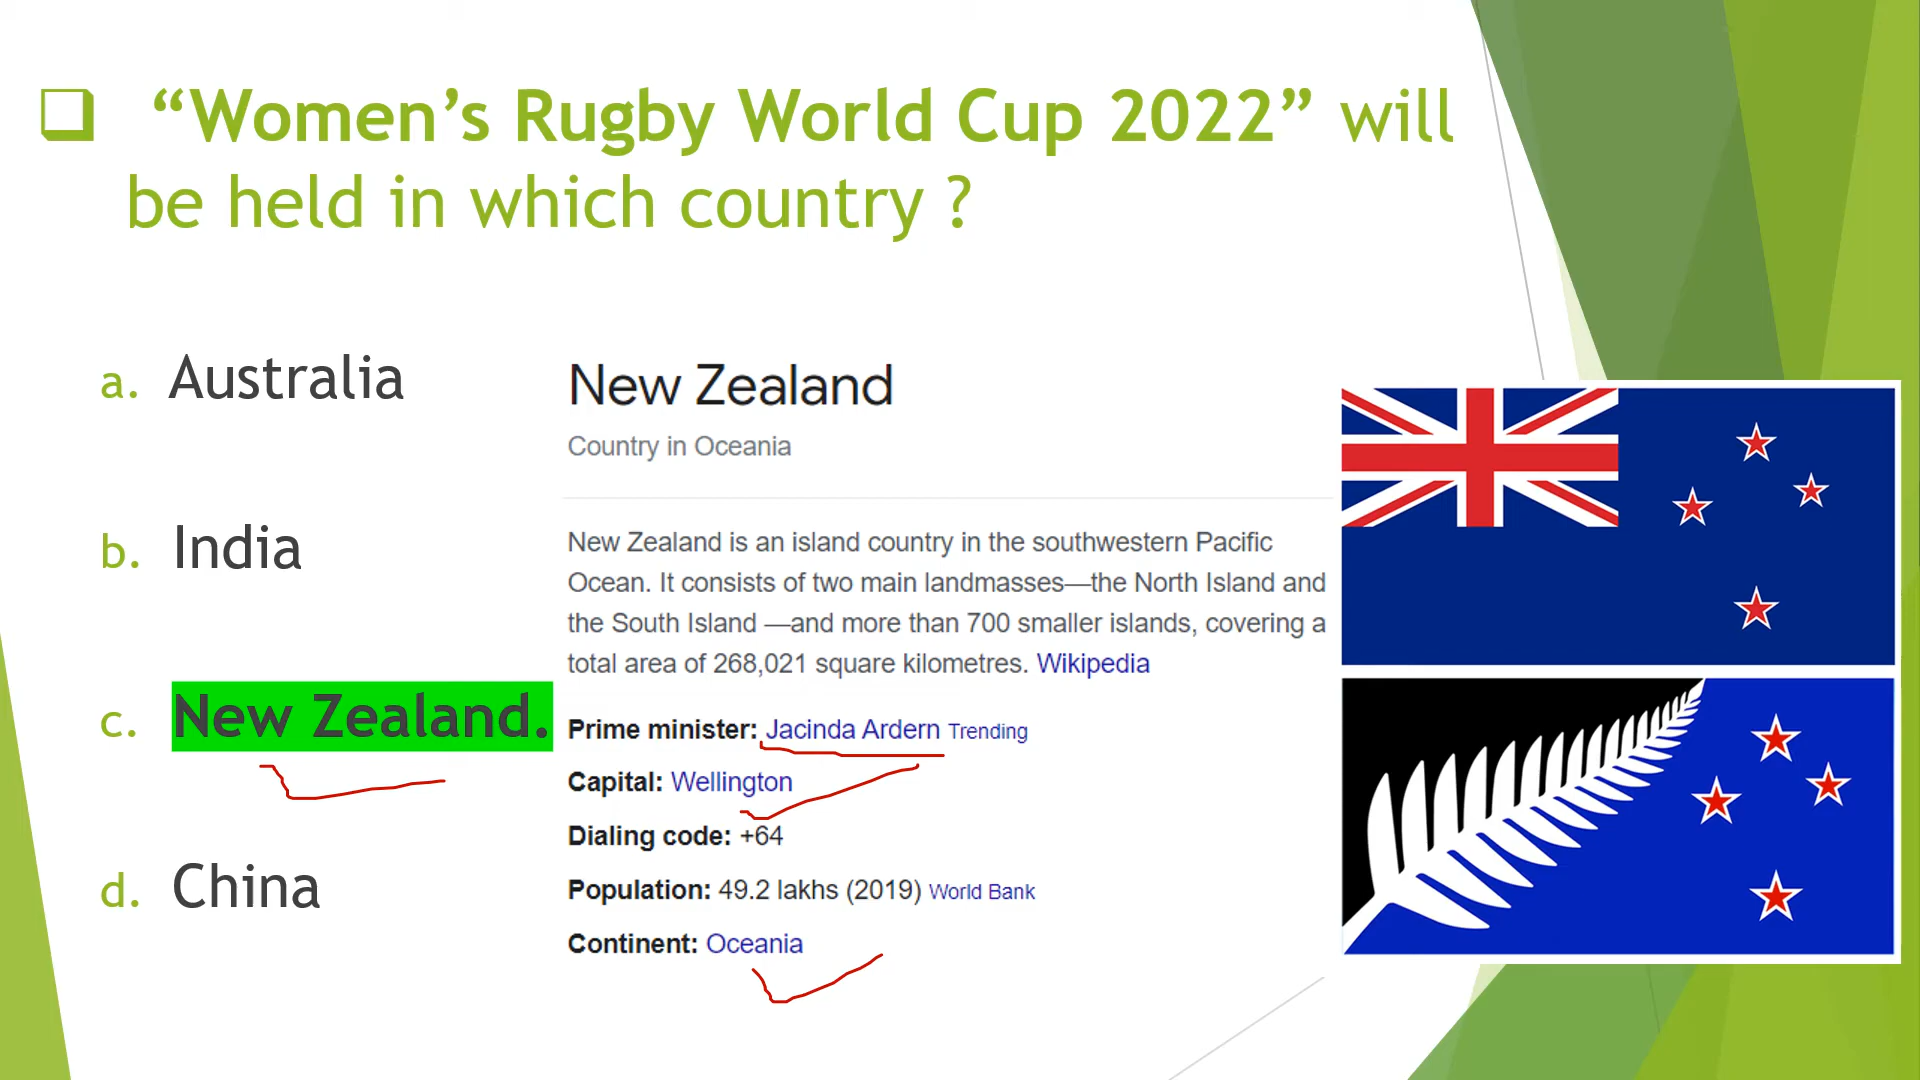 “Women’s Rugby World Cup 2022” will
be held in which country ?
a. Australia
b. India
c. New Zealand.
d. China
New Zealand
Country in Oceania
New Zealand is an island country in the southwestern Pacific
Ocean. It consists of two main landmasses—the North Island and
the South Island —and more than 700 smaller islands, covering a
total area of 268,021 square kilometres. Wikipedia
Prime minister: Jacinda Ardern Trending
Capital: Wellington
Dialing code: +64
Population: 49.2 lakhs (2019) World Bank
Continent: Oceania